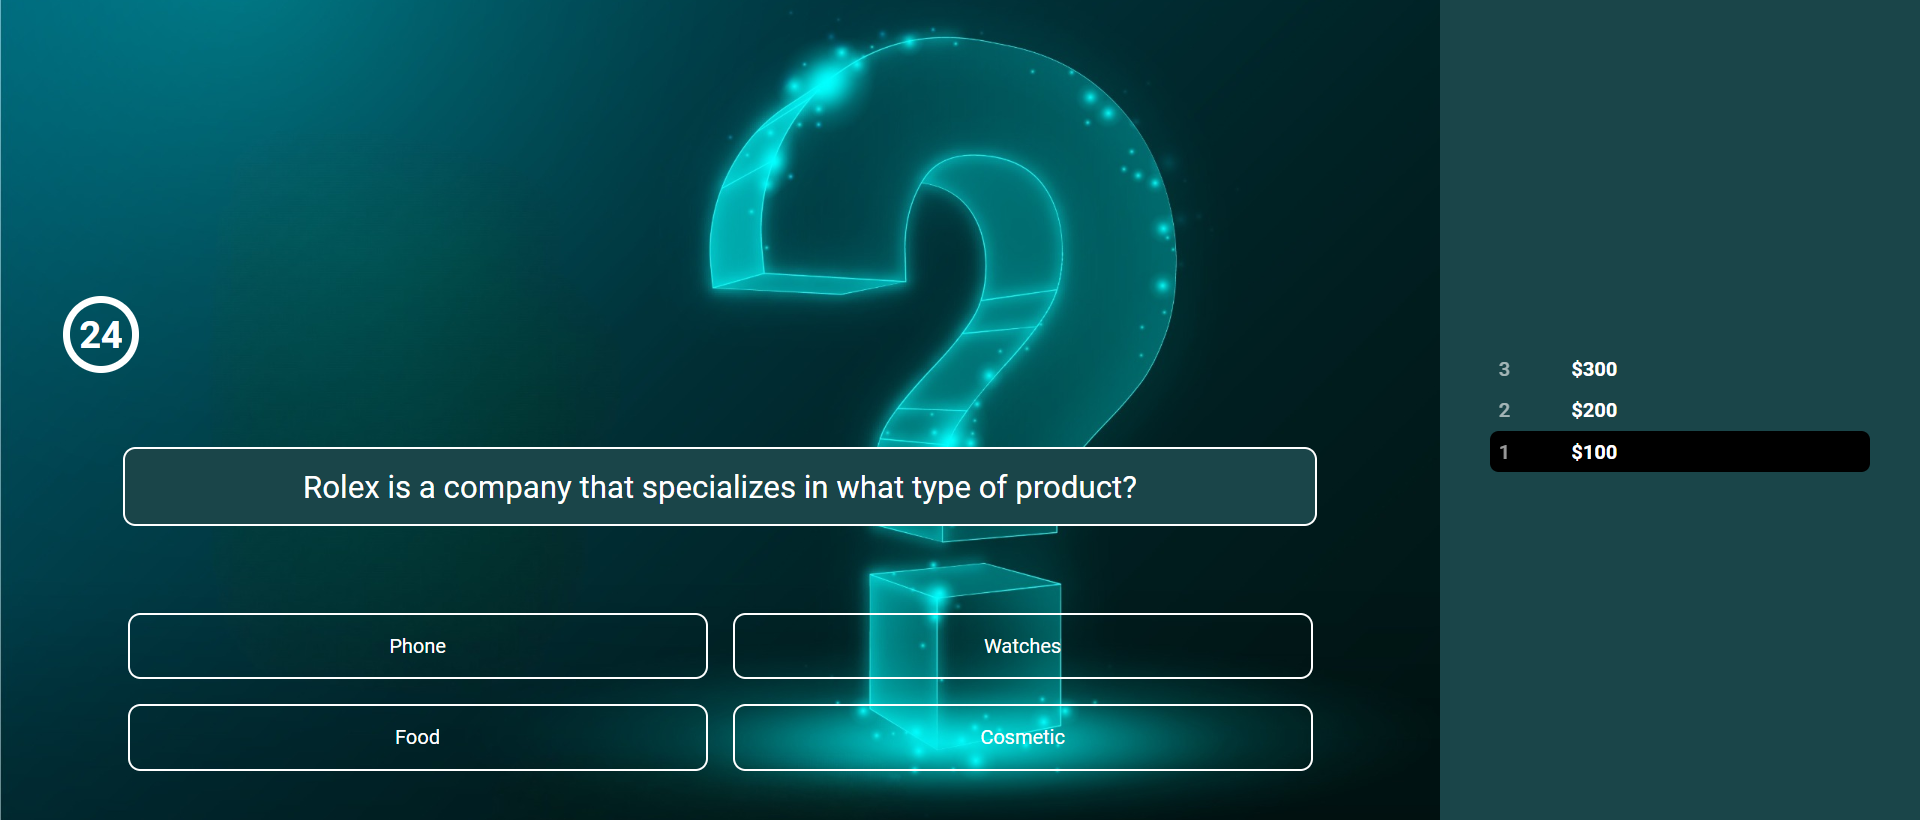 24
Rolex is a company that specializes in what type of product?
Phone
Watches
Food
Cosmetic
3 $300
2 $200
1 $100